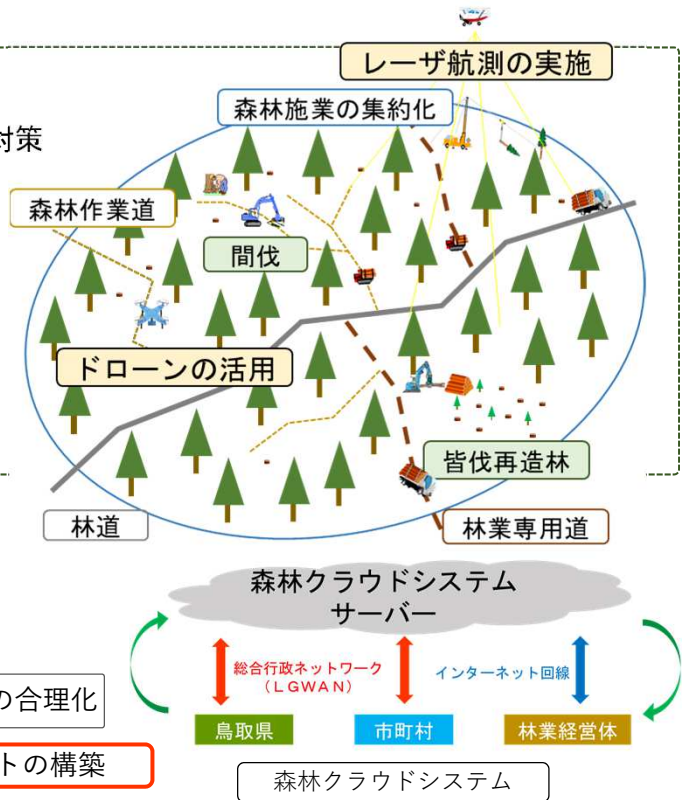 レーザ航測の実施
森林施業の集約化
対策
森林作業道
間伐
ドローンの活用
皆伐再造林
林道
林業専用道
森林クラウドシステム
サーバー
総合行政ネットワーク
(LGWAN)
インターネット回線
の合理化
鳥取県
市町村
林業経営体
トの構築
森林クラウドシステム